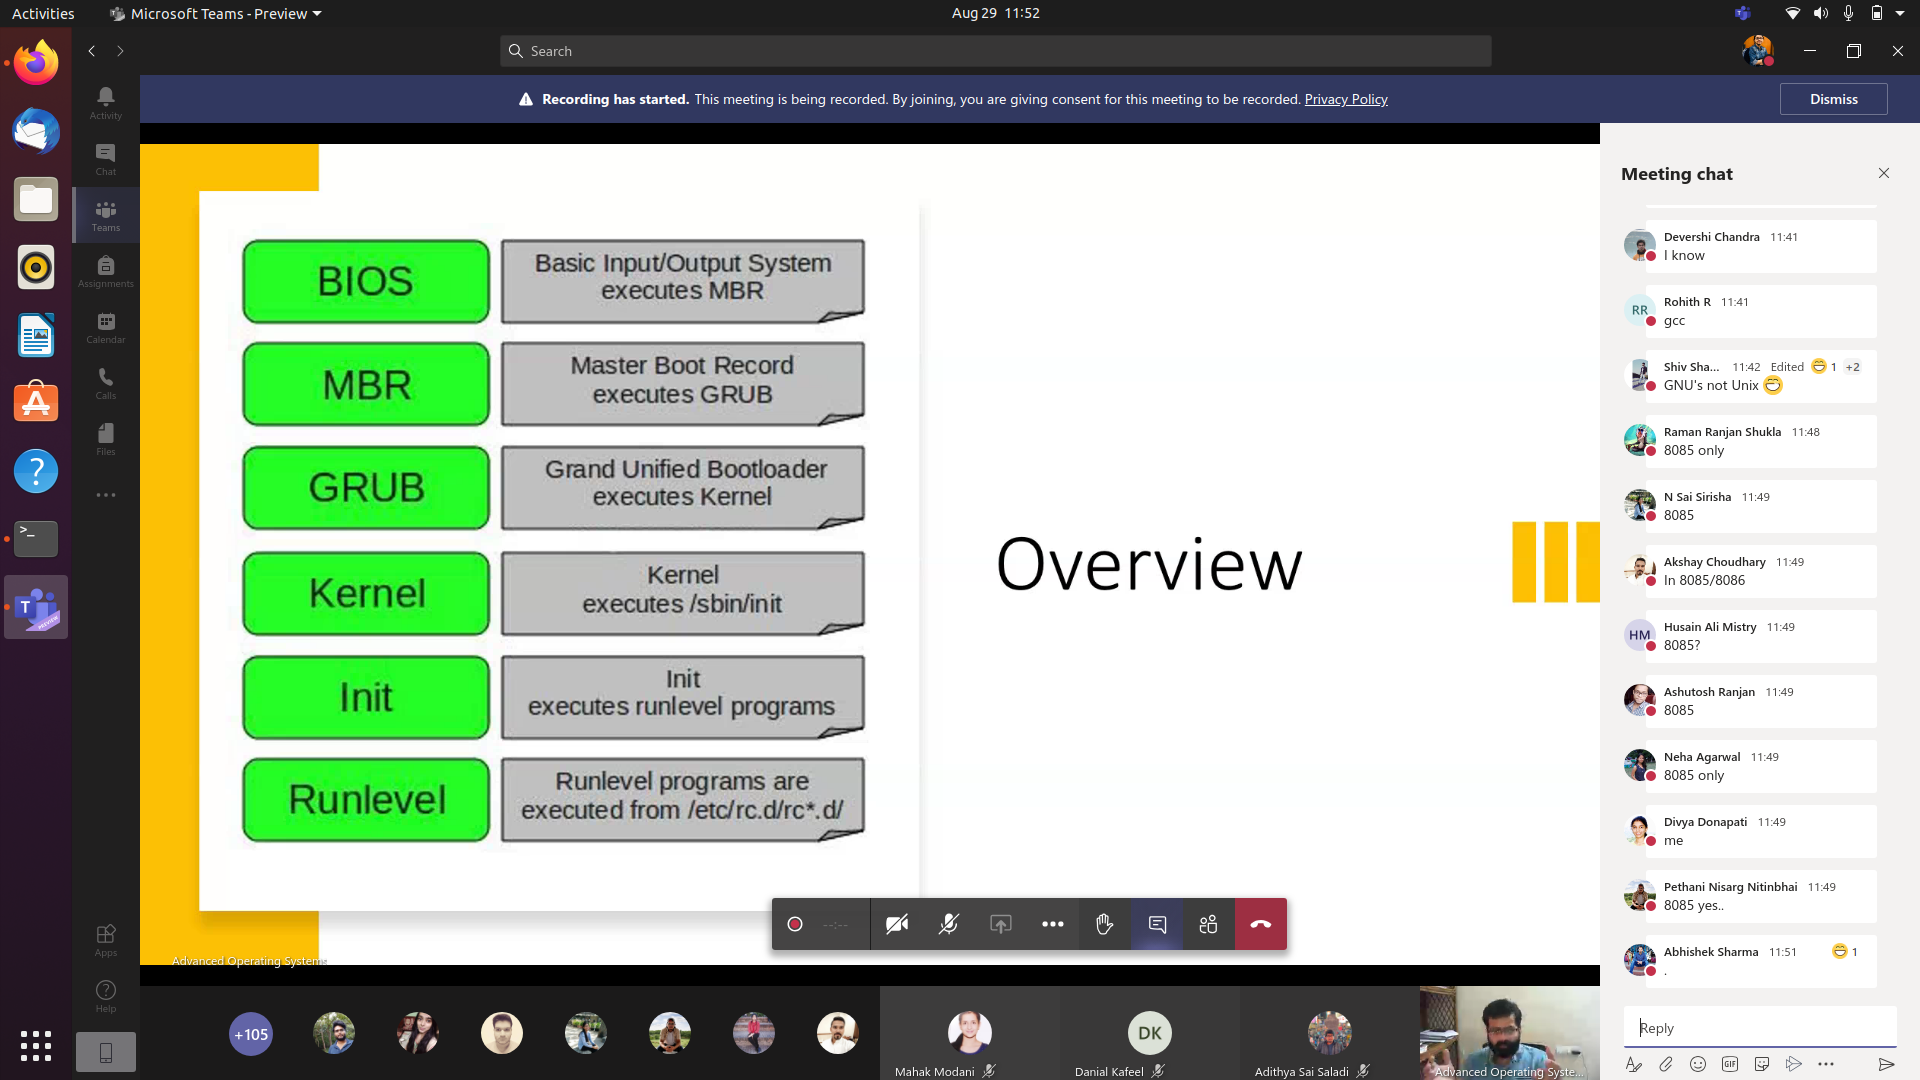 Activities
Microsoft Teams - Preview
Aug 29 11:52
Search
Recording has started. This meeting is being recorded. By joining, you are giving consent for this meeting to be recorded. Privacy Policy
Dismiss
Activity
Chat
Teams
Assignments
Calendar
Calls
Files
Apps
Help
BIOS
Basic Input/Output System
executes MBR
MBR
Master Boot Record
executes GRUB
GRUB
Grand Unified Bootloader
executes Kernel
Kernel
Kernel
executes /sbin/init
Init
Init
executes runlevel programs
Runlevel
Runlevel programs are
executed from /etc/rc.d/rc*.d/
Overview
--:--
Advanced Operating Systems
+105
Mahak Modani
DK
Danial Kafeel
Adithya Sai Saladi
Advanced Operating Syste...
Meeting chat
Devershi Chandra 11:41
I know
RR
Rohith R 11:41
gcc
Shiv Sha... 11:42 Edited 1 +2
GNU's not Unix
Raman Ranjan Shukla 11:48
8085 only
N Sai Sirisha 11:49
8085
Akshay Choudhary 11:49
In 8085/8086
HM
Husain Ali Mistry 11:49
8085?
Ashutosh Ranjan 11:49
8085
Neha Agarwal 11:49
8085 only
Divya Donapati 11:49
me
Pethani Nisarg Nitinbhai 11:49
8085 yes..
Abhishek Sharma 11:51 1
.
Reply
GIF